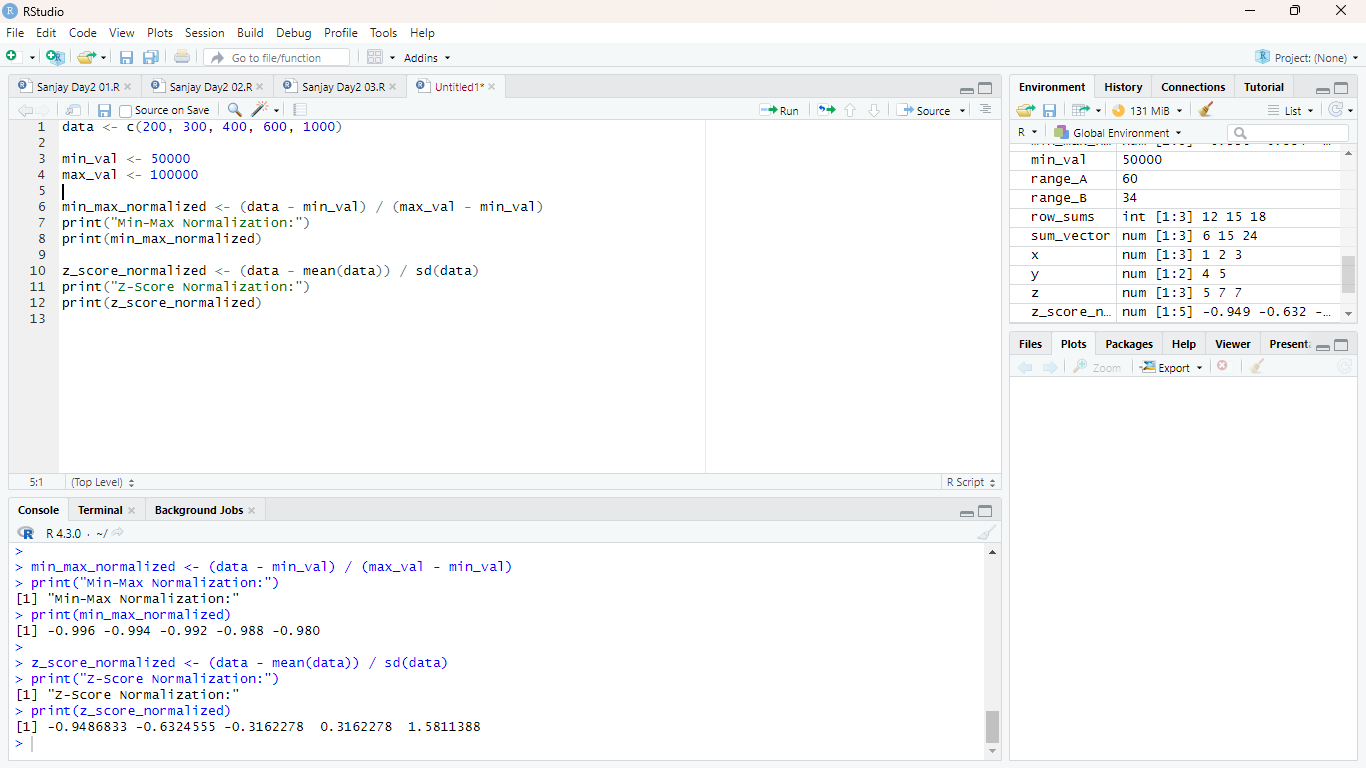 RStudio
File Edit Code View Plots Session Build Debug Profile Tools Help
Go to file/function Addins Project: (None)
Sanjay Day2 01.R Sanjay Day2 02.R Sanjay Day2 03.R Untitled1*
Source on Save Run Source
1 data <- c(200, 300, 400, 600, 1000)
2
3 min_val <- 50000
4 max_val <- 100000
5
6 min_max_normalized <- (data - min_val) / (max_val - min_val)
7 print("Min-Max Normalization:")
8 print(min_max_normalized)
9
10 z_score_normalized <- (data - mean(data)) / sd(data)
11 print("Z-Score Normalization:")
12 print(z_score_normalized)
13
5:1 (Top Level) R Script
Console Terminal Background Jobs
R 4.3.0 · ~/
>
> min_max_normalized <- (data - min_val) / (max_val - min_val)
> print("Min-Max Normalization:")
[1] "Min-Max Normalization:"
> print(min_max_normalized)
[1] -0.996 -0.994 -0.992 -0.988 -0.980
>
> z_score_normalized <- (data - mean(data)) / sd(data)
> print("Z-Score Normalization:")
[1] "Z-Score Normalization:"
> print(z_score_normalized)
[1] -0.9486833 -0.6324555 -0.3162278 0.3162278 1.5811388
>
Environment History Connections Tutorial
131 MiB List
R Global Environment
min_val 50000
range_A 60
range_B 34
row_sums int [1:3] 12 15 18
sum_vector num [1:3] 6 15 24
x num [1:3] 1 2 3
y num [1:2] 4 5
z num [1:3] 5 7 7
z_score_n… num [1:5] -0.949 -0.632 -…
Files Plots Packages Help Viewer Present
Zoom Export